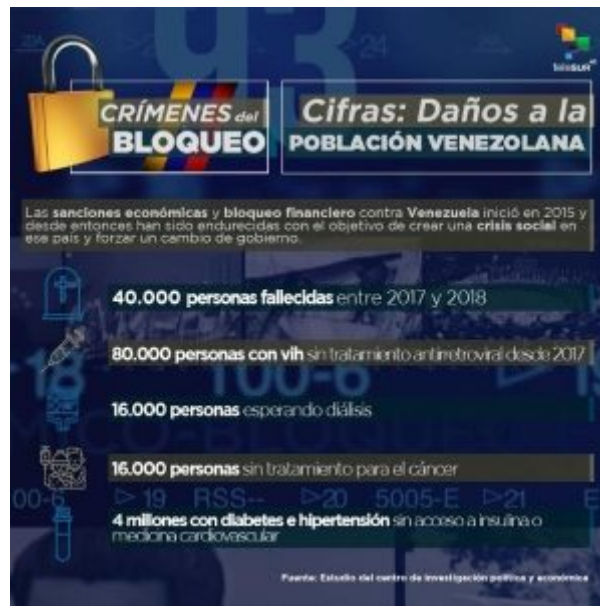 teleSUR
CRÍMENES del
BLOQUEO
Cifras: Daños a la
POBLACIÓN VENEZOLANA
Las sanciones económicas y bloqueo financiero contra Venezuela inició en 2015 y
desde entonces han sido endurecidas con el objetivo de crear una crisis social en
ese país y forzar un cambio de gobierno.
40.000 personas fallecidas entre 2017 y 2018
80.000 personas con vih sin tratamiento antirretroviral desde 2017
16.000 personas esperando diálisis
16.000 personas sin tratamiento para el cáncer
4 millones con diabetes e hipertensión sin acceso a insulina o
medicina cardiovascular
Fuente: Estudio del centro de investigación política y económica